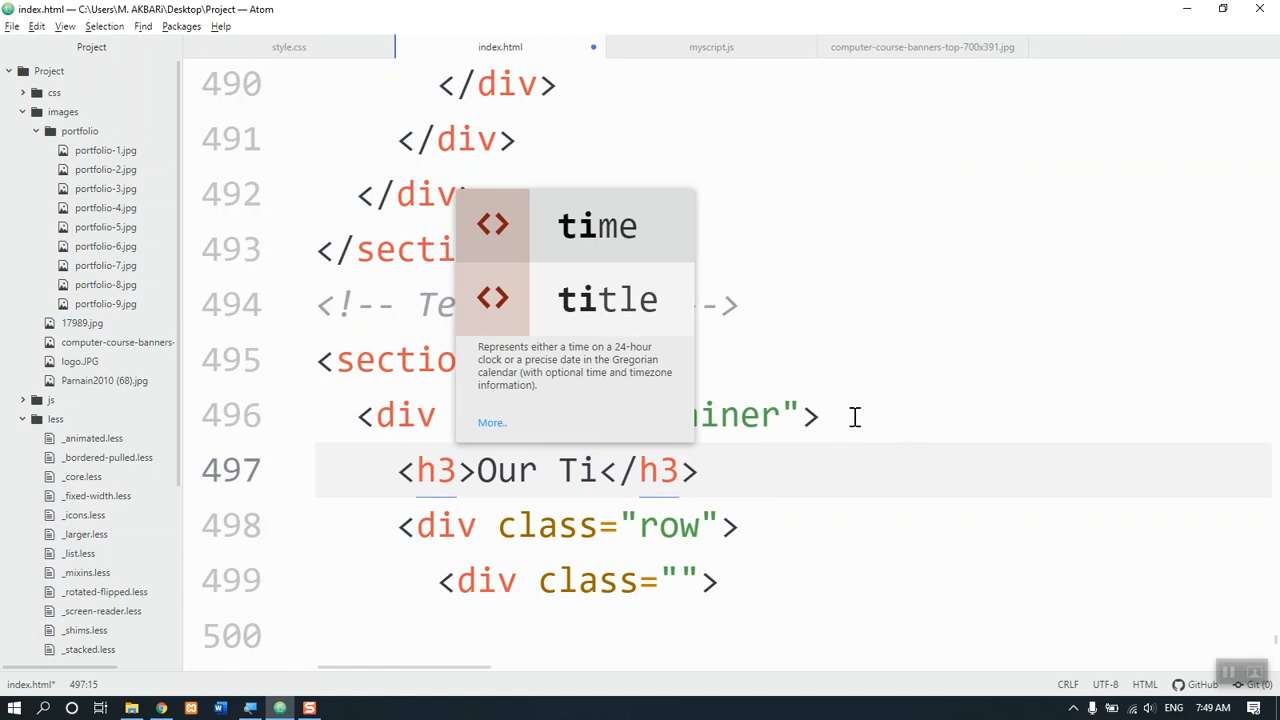 index.html — C:\Users\M. AKBARi\Desktop\Project — Atom
File Edit View Selection Find Packages Help
Project
style.css
index.html
myscript.js
computer-course-banners-top-700x391.jpg
Project
css
images
portfolio
portfolio-1.jpg
portfolio-2.jpg
portfolio-3.jpg
portfolio-4.jpg
portfolio-5.jpg
portfolio-6.jpg
portfolio-7.jpg
portfolio-8.jpg
portfolio-9.jpg
17989.jpg
computer-course-banners-
logo.JPG
Parnain2010 (68).jpg
js
less
_animated.less
_bordered-pulled.less
_core.less
_fixed-width.less
_icons.less
_larger.less
_list.less
_mixins.less
_rotated-flipped.less
_screen-reader.less
_shims.less
_stacked.less
490 </div>
491 </div>
492 </div>
493 </secti
494 <!-- Te -->
495 <sectio
496 <div ainer">
497 <h3>Our Ti</h3>
498 <div class="row">
499 <div class="">
500
time
title
Represents either a time on a 24-hour
clock or a precise date in the Gregorian
calendar (with optional time and timezone
information).
More..
index.html* 497:15
CRLF UTF-8 HTML GitHub Git (0)
ENG 7:49 AM